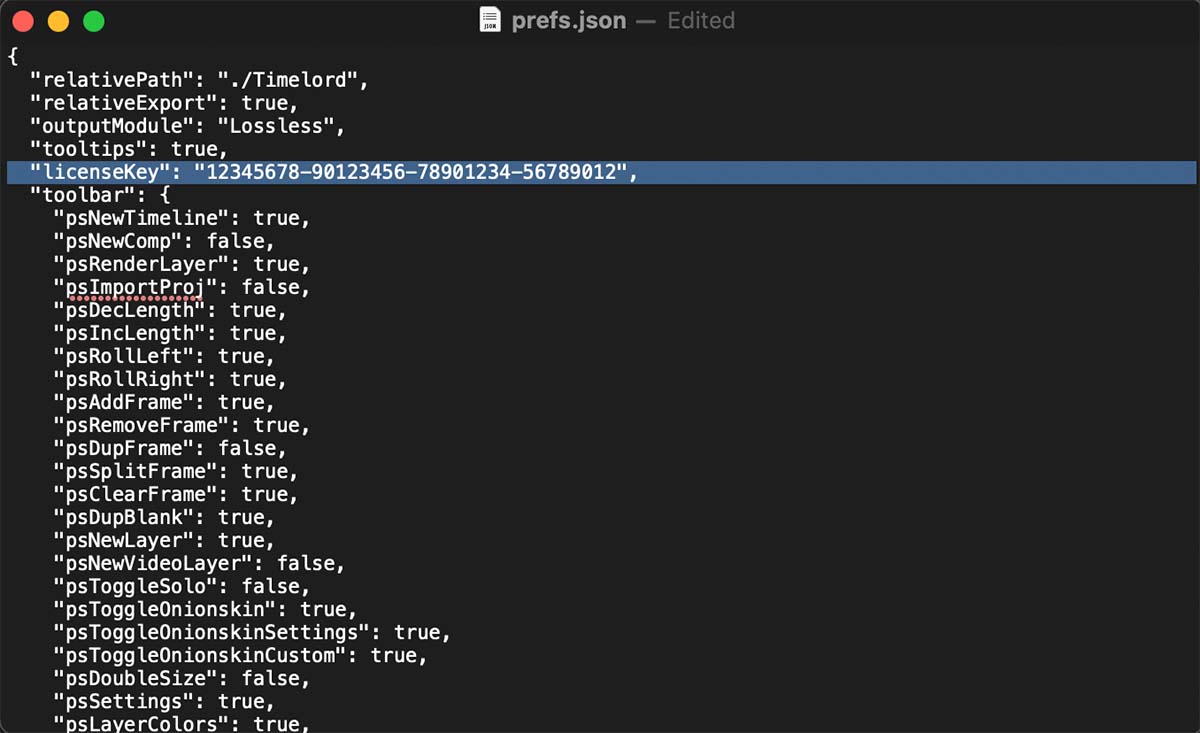 JSON
prefs.json — Edited
{
  "relativePath": "./Timelord",
  "relativeExport": true,
  "outputModule": "Lossless",
  "tooltips": true,
  "licenseKey": "12345678-90123456-78901234-56789012",
  "toolbar": {
    "psNewTimeline": true,
    "psNewComp": false,
    "psRenderLayer": true,
    "psImportProj": false,
    "psDecLength": true,
    "psIncLength": true,
    "psRollLeft": true,
    "psRollRight": true,
    "psAddFrame": true,
    "psRemoveFrame": true,
    "psDupFrame": false,
    "psSplitFrame": true,
    "psClearFrame": true,
    "psDupBlank": true,
    "psNewLayer": true,
    "psNewVideoLayer": false,
    "psToggleSolo": false,
    "psToggleOnionskin": true,
    "psToggleOnionskinSettings": true,
    "psToggleOnionskinCustom": true,
    "psDoubleSize": false,
    "psSettings": true,
    "psLayerColors": true,